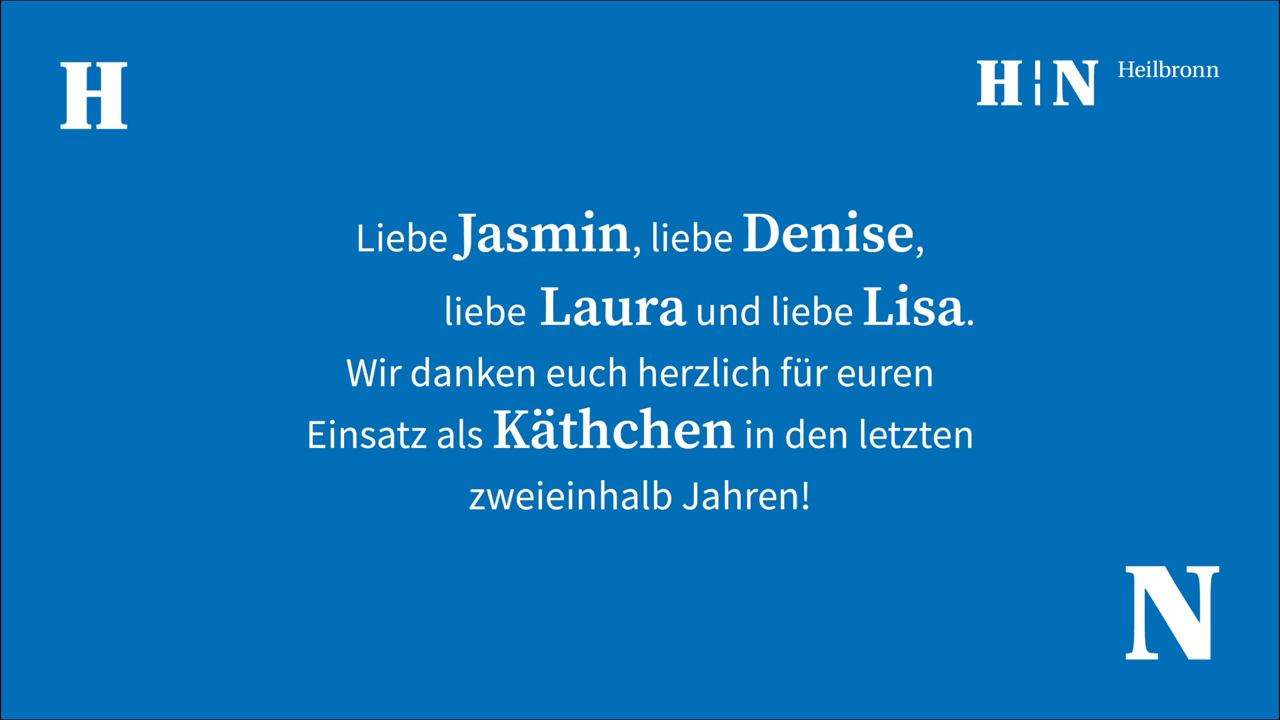 H
H¦N Heilbronn
Liebe Jasmin, liebe Denise,
liebe Laura und liebe Lisa.
Wir danken euch herzlich für euren
Einsatz als Käthchen in den letzten
zweieinhalb Jahren!
N